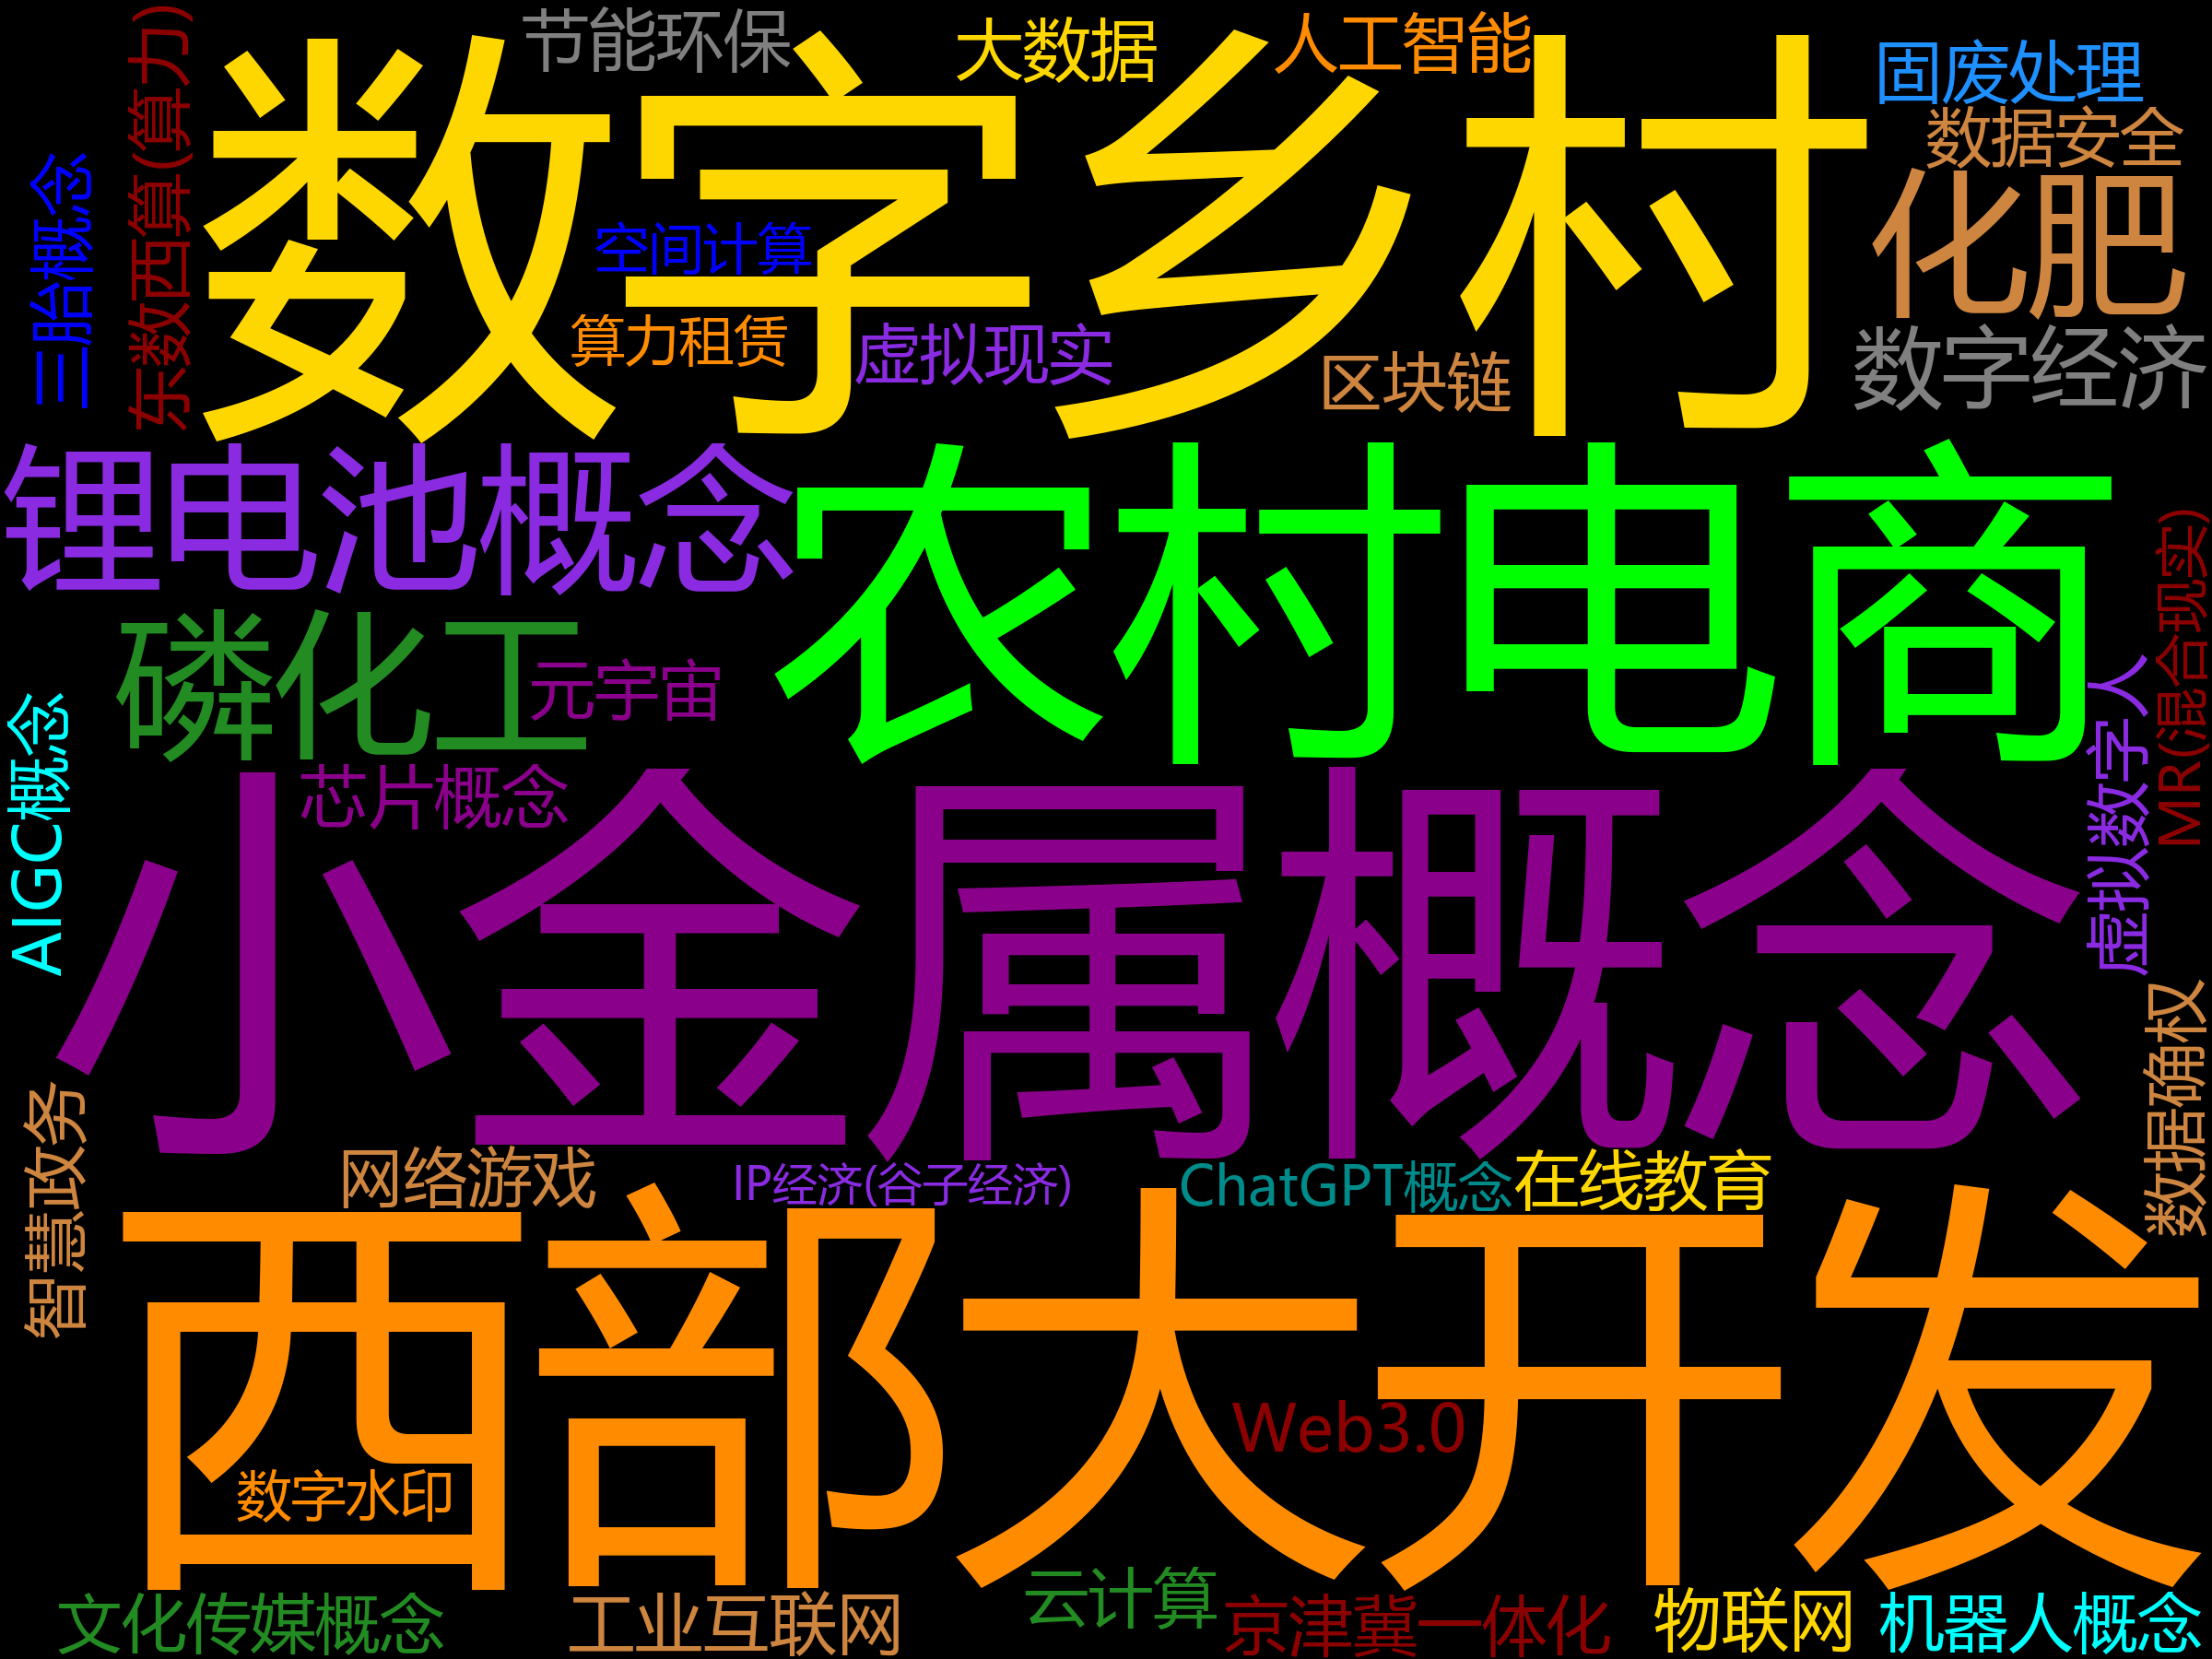 节能环保
大数据
人工智能
固废处理
数据安全
数字乡村
三胎概念
东数西算(算力)
化肥
空间计算
算力租赁
虚拟现实
区块链
数字经济
锂电池概念
农村电商
MR(混合现实)
磷化工
元宇宙
虚拟数字人
AIGC概念
芯片概念
小金属概念
数据确权
智慧政务
网络游戏
IP经济(谷子经济)
ChatGPT概念
在线教育
西部大开发
Web3.0
数字水印
文化传媒概念
工业互联网
云计算
京津冀一体化
物联网
机器人概念